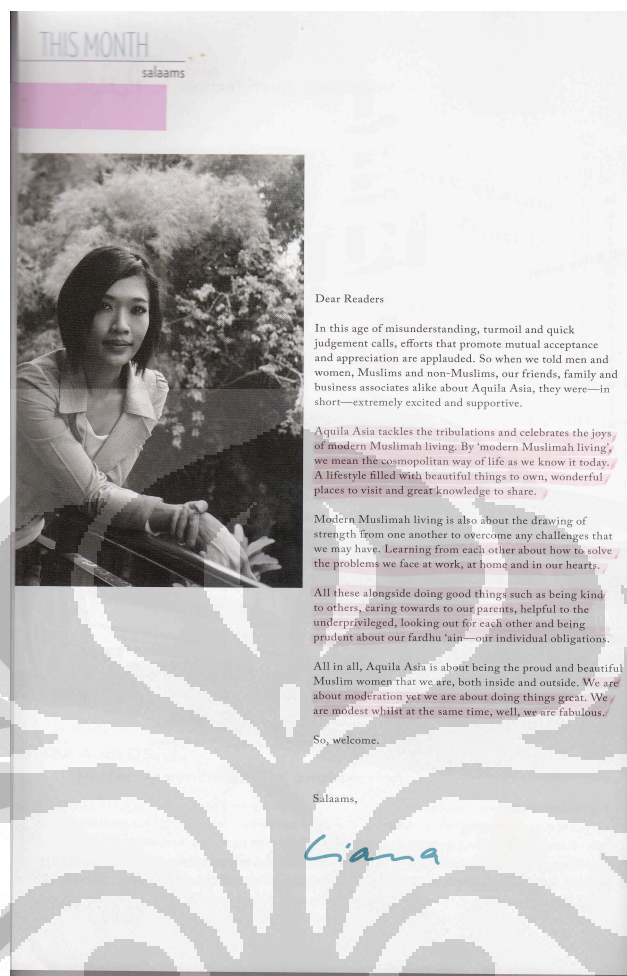 THIS MONTH
salaams
Dear Readers
In this age of misunderstanding, turmoil and quick
judgement calls, efforts that promote mutual acceptance
and appreciation are applauded. So when we told men and
women, Muslims and non-Muslims, our friends, family and
business associates alike about Aquila Asia, they were—in
short—extremely excited and supportive.
Aquila Asia tackles the tribulations and celebrates the joys
of modern Muslimah living. By ‘modern Muslimah living’,
we mean the cosmopolitan way of life as we know it today.
A lifestyle filled with beautiful things to own, wonderful
places to visit and great knowledge to share.
Modern Muslimah living is also about the drawing of
strength from one another to overcome any challenges that
we may have. Learning from each other about how to solve
the problems we face at work, at home and in our hearts.
All these alongside doing good things such as being kind
to others, caring towards to our parents, helpful to the
underprivileged, looking out for each other and being
prudent about our fardhu ‘ain—our individual obligations.
All in all, Aquila Asia is about being the proud and beautiful
Muslim women that we are, both inside and outside. We are
about moderation yet we are about doing things great. We
are modest whilst at the same time, well, we are fabulous.
So, welcome.
Salaams,
Liana